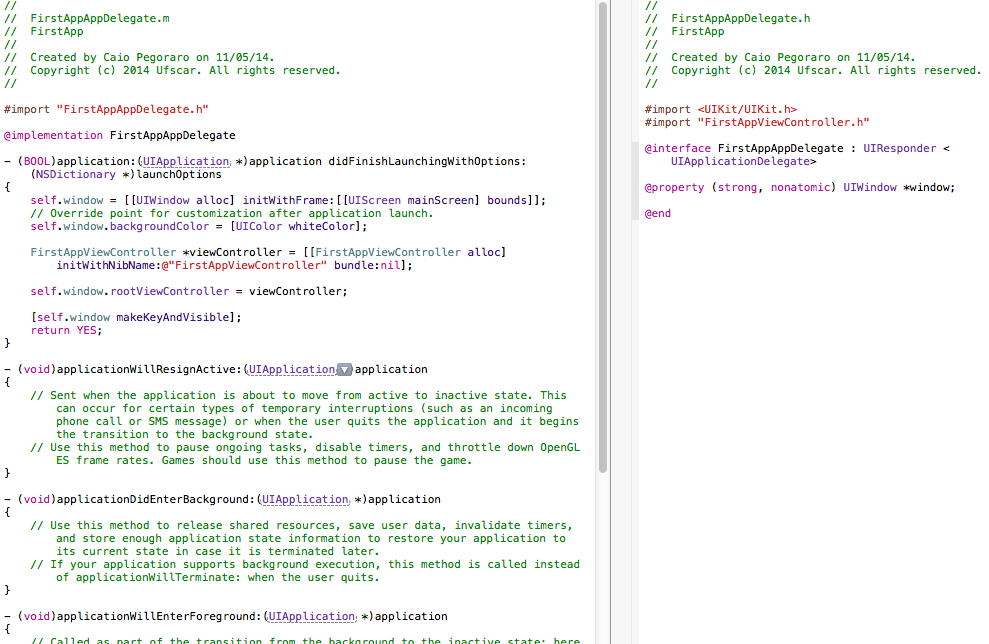 //
//  FirstAppAppDelegate.m
//  FirstApp
//
//  Created by Caio Pegoraro on 11/05/14.
//  Copyright (c) 2014 Ufscar. All rights reserved.
//
#import "FirstAppAppDelegate.h"
@implementation FirstAppAppDelegate
- (BOOL)application:(UIApplication *)application didFinishLaunchingWithOptions:
(NSDictionary *)launchOptions
{
self.window = [[UIWindow alloc] initWithFrame:[[UIScreen mainScreen] bounds]];
// Override point for customization after application launch.
self.window.backgroundColor = [UIColor whiteColor];
FirstAppViewController *viewController = [[FirstAppViewController alloc]
initWithNibName:@"FirstAppViewController" bundle:nil];
self.window.rootViewController = viewController;
[self.window makeKeyAndVisible];
return YES;
}
- (void)applicationWillResignActive:(UIApplication )application
{
// Sent when the application is about to move from active to inactive state. This
can occur for certain types of temporary interruptions (such as an incoming
phone call or SMS message) or when the user quits the application and it begins
the transition to the background state.
// Use this method to pause ongoing tasks, disable timers, and throttle down OpenGL
ES frame rates. Games should use this method to pause the game.
}
- (void)applicationDidEnterBackground:(UIApplication *)application
{
// Use this method to release shared resources, save user data, invalidate timers,
and store enough application state information to restore your application to
its current state in case it is terminated later.
// If your application supports background execution, this method is called instead
of applicationWillTerminate: when the user quits.
}
- (void)applicationWillEnterForeground:(UIApplication *)application
{
// Called as part of the transition from the background to the inactive state; here
//
//  FirstAppAppDelegate.h
//  FirstApp
//
//  Created by Caio Pegoraro on 11/05/14.
//  Copyright (c) 2014 Ufscar. All rights reserved.
//
#import <UIKit/UIKit.h>
#import "FirstAppViewController.h"
@interface FirstAppAppDelegate : UIResponder <
UIApplicationDelegate>
@property (strong, nonatomic) UIWindow *window;
@end